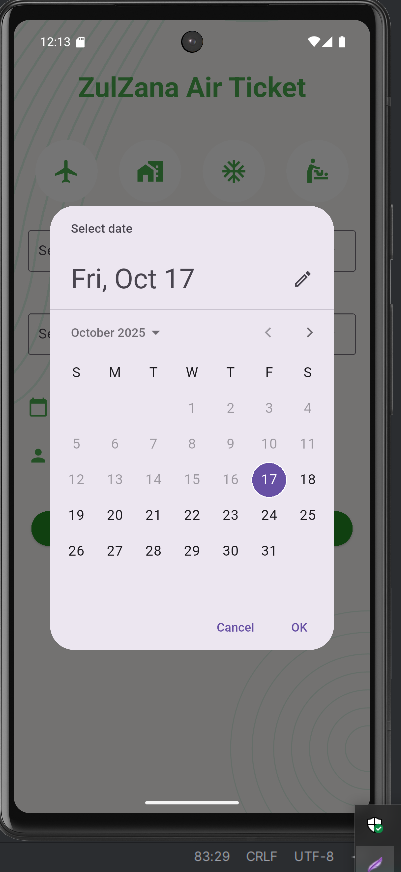 12:13
ZulZana Air Ticket
Select date
Se
Fri, Oct 17
Se
October 2025
S M T W T F S
1 2 3 4
5 6 7 8 9 10 11
12 13 14 15 16 17 18
19 20 21 22 23 24 25
26 27 28 29 30 31
Cancel OK
83:29 CRLF UTF-8